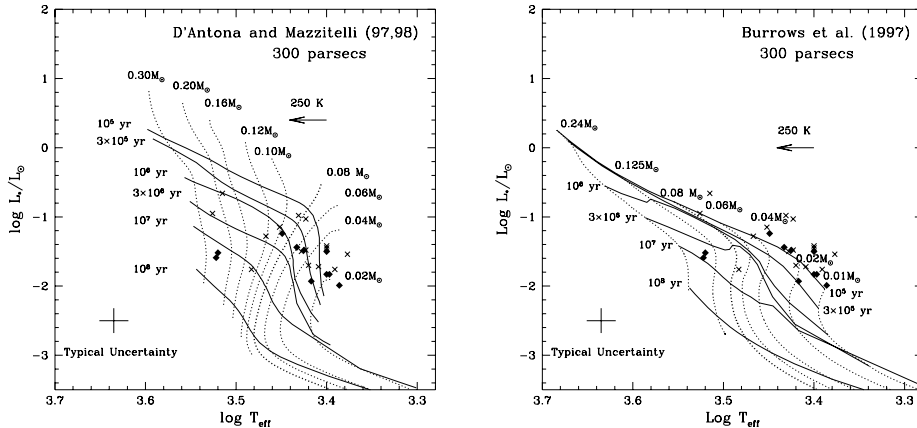 D'Antona and Mazzitelli (97,98)
300 parsecs
0.30M⊙
0.20M⊙
0.16M⊙
0.12M⊙
0.10M⊙
0.08 M⊙
0.06M⊙
0.04M⊙
0.02M⊙
250 K
10⁵ yr
3×10⁵ yr
10⁶ yr
3×10⁶ yr
10⁷ yr
10⁸ yr
Typical Uncertainty
log L*/L⊙
2
1
0
-1
-2
-3
3.7
3.6
3.5
3.4
3.3
log Teff
Burrows et al. (1997)
300 parsecs
0.24M⊙
0.125M⊙
0.08 M⊙
0.06M⊙
0.04M⊙
0.02M⊙
0.01M⊙
250 K
10⁶ yr
3×10⁶ yr
10⁷ yr
10⁸ yr
10⁵ yr
Typical Uncertainty
Log L*/L⊙
2
1
0
-1
-2
-3
3.7
3.6
3.5
3.4
3.3
Log Teff